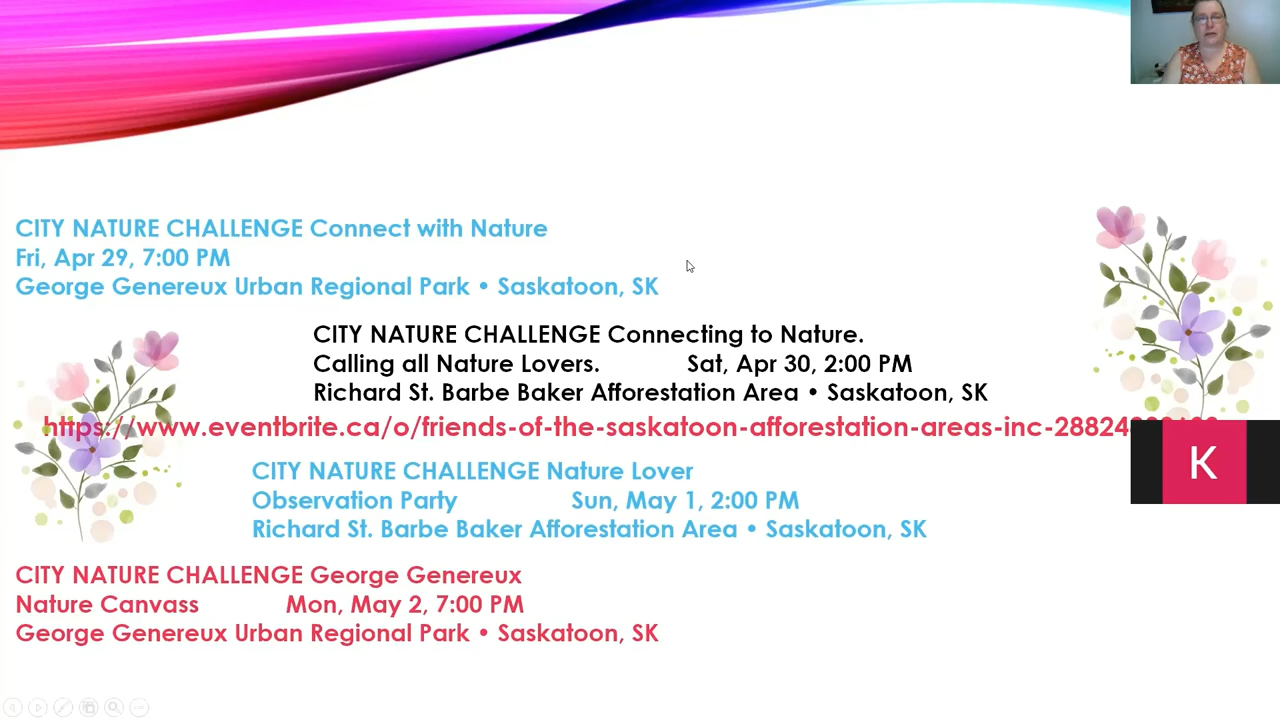 CITY NATURE CHALLENGE Connect with Nature
Fri, Apr 29, 7:00 PM
George Genereux Urban Regional Park • Saskatoon, SK
CITY NATURE CHALLENGE Connecting to Nature.
Calling all Nature Lovers. Sat, Apr 30, 2:00 PM
Richard St. Barbe Baker Afforestation Area • Saskatoon, SK
https://www.eventbrite.ca/o/friends-of-the-saskatoon-afforestation-areas-inc-28824
K
CITY NATURE CHALLENGE Nature Lover
Observation Party Sun, May 1, 2:00 PM
Richard St. Barbe Baker Afforestation Area • Saskatoon, SK
CITY NATURE CHALLENGE George Genereux
Nature Canvass Mon, May 2, 7:00 PM
George Genereux Urban Regional Park • Saskatoon, SK